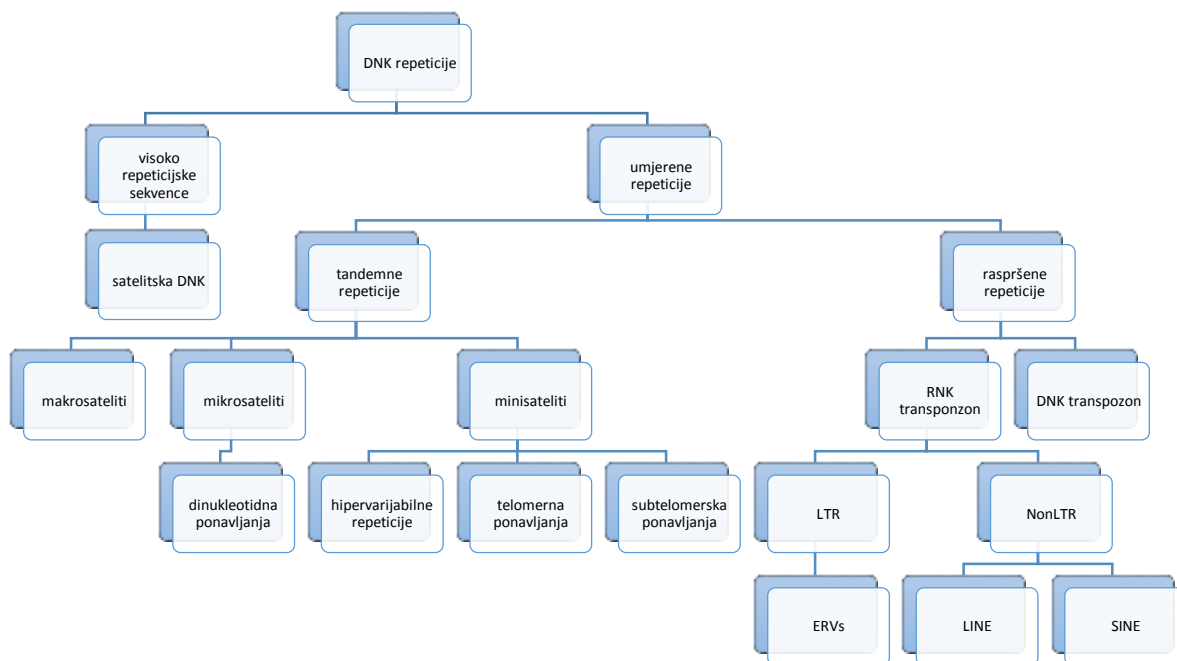 DNK repeticije
visoko
repeticijske
sekvence
umjerene
repeticije
satelitska DNK
tandemne
repeticije
raspršene
repeticije
makrosateliti
mikrosateliti
minisateliti
RNK
transponzon
DNK transpozon
dinukleotidna
ponavljanja
hipervarijabilne
repeticije
telomerna
ponavljanja
subtelomerska
ponavljanja
LTR
NonLTR
ERVs
LINE
SINE